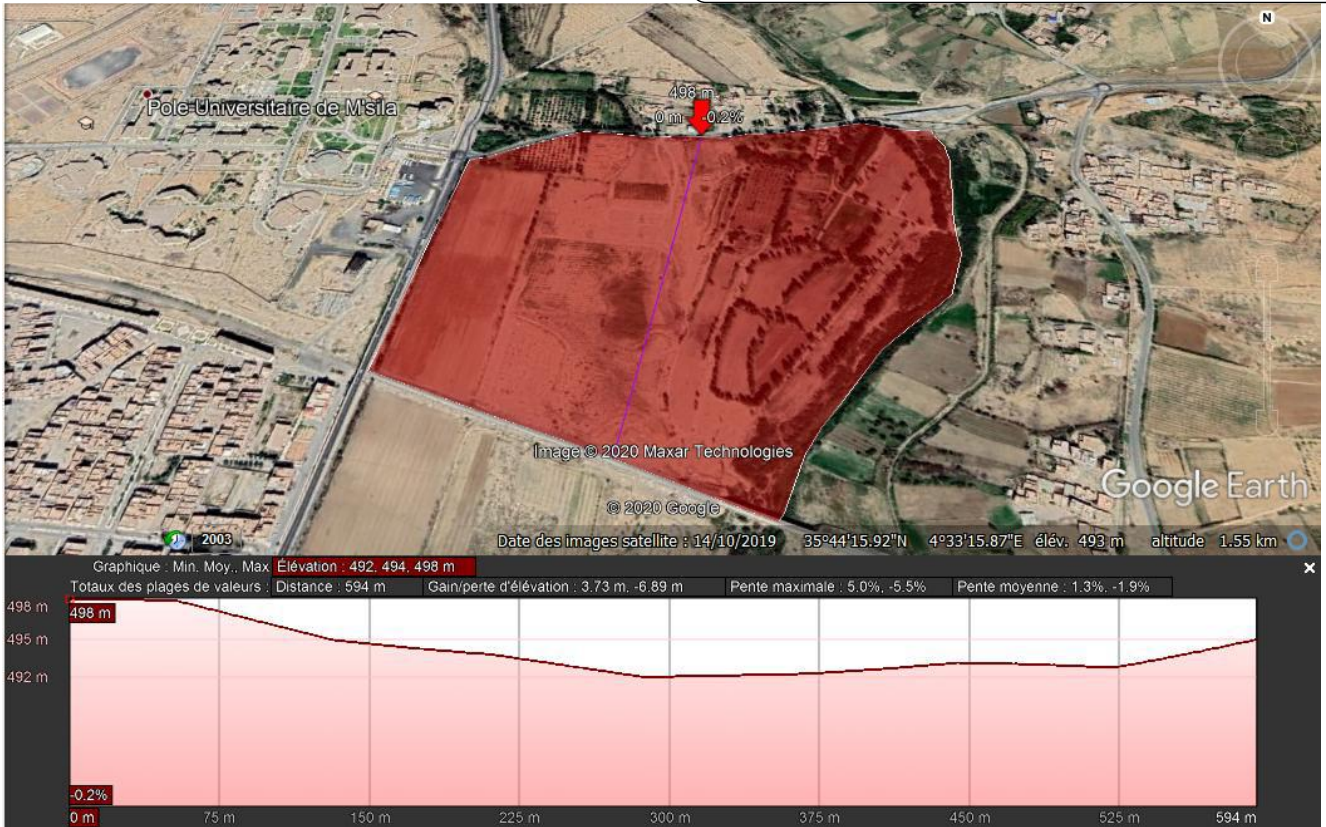 N
Pole Universitaire de M'sila
498 m
0 m -0.2%
Image © 2020 Maxar Technologies
© 2020 Google
Google Earth
2003
Date des images satellite : 14/10/2019 35°44'15.92"N 4°33'15.87"E élév. 493 m altitude 1.55 km
Graphique : Min. Moy., Max Élévation : 492, 494, 498 m
Totaux des plages de valeurs : Distance : 594 m Gain/perte d'élévation : 3.73 m, -6.89 m Pente maximale : 5.0%, -5.5% Pente moyenne : 1.3%, -1.9%
498 m
498 m
495 m
492 m
-0.2%
0 m 75 m 150 m 225 m 300 m 375 m 450 m 525 m 594 m